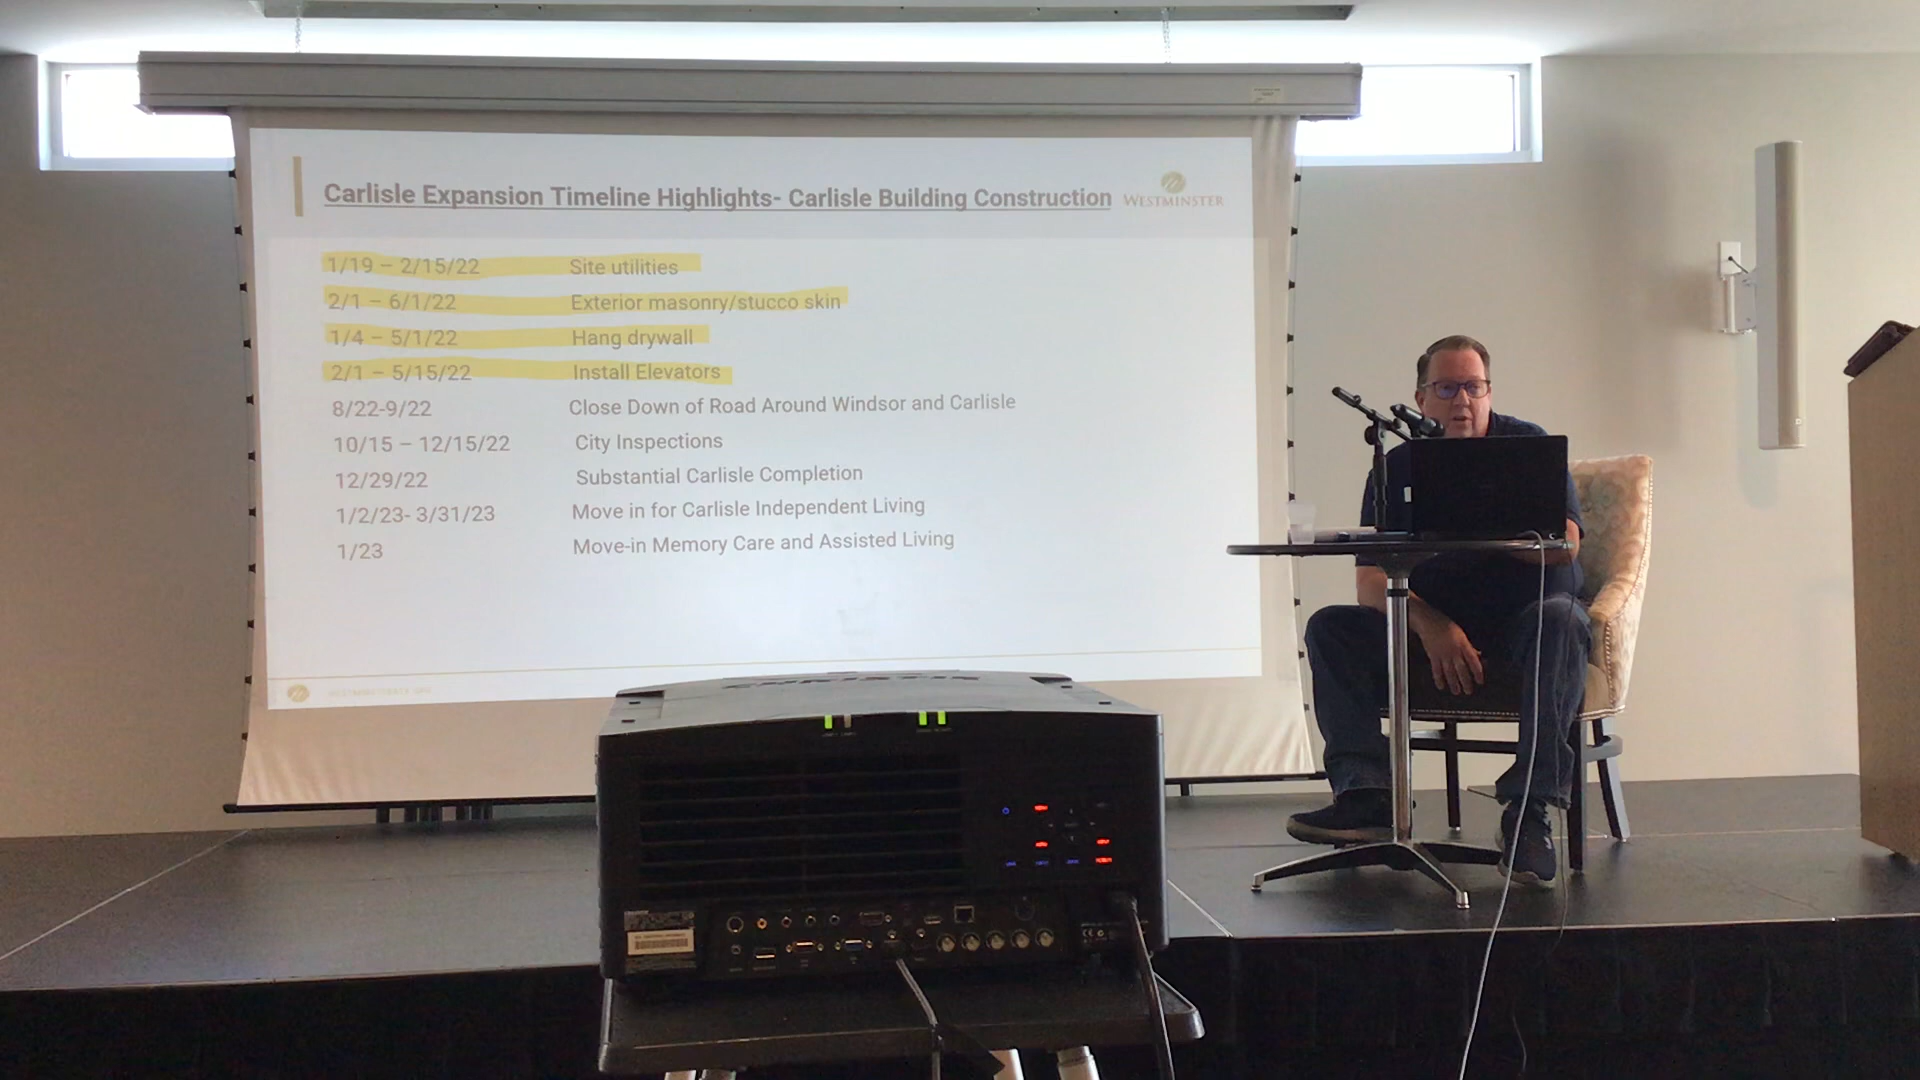 Carlisle Expansion Timeline Highlights- Carlisle Building Construction
WESTMINSTER
1/19 – 2/15/22 Site utilities
2/1 – 6/1/22 Exterior masonry/stucco skin
1/4 – 5/1/22 Hang drywall
2/1 – 5/15/22 Install Elevators
8/22-9/22 Close Down of Road Around Windsor and Carlisle
10/15 – 12/15/22 City Inspections
12/29/22 Substantial Carlisle Completion
1/2/23- 3/31/23 Move in for Carlisle Independent Living
1/23 Move-in Memory Care and Assisted Living